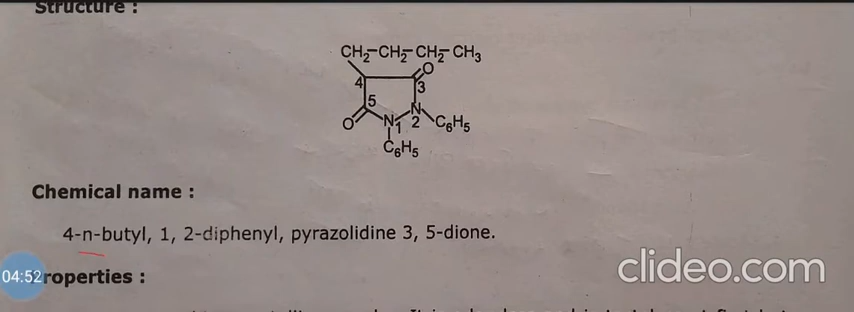 Structure :
CH₂-CH₂-CH₂-CH₃
O
4
3
5
N
2
C₆H₅
O
N
1
C₆H₅
Chemical name :
4-n-butyl, 1, 2-diphenyl, pyrazolidine 3, 5-dione.
04:52
roperties :
clideo.com